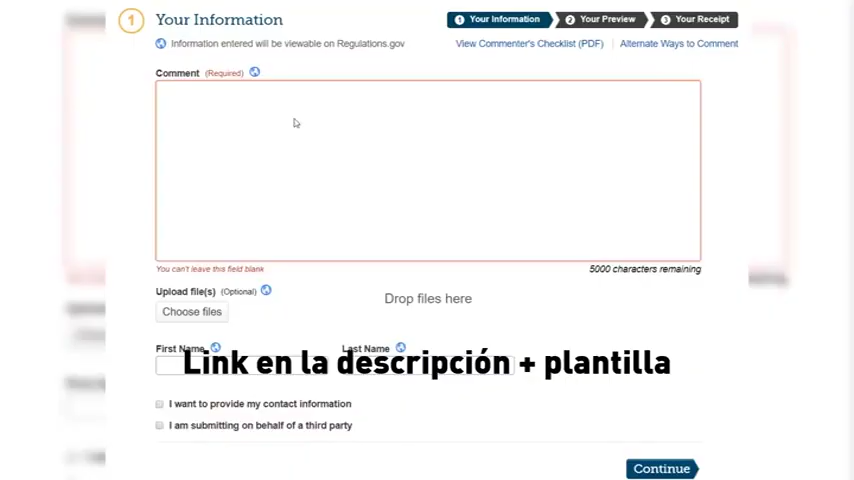 1 Your Information
1 Your Information 2 Your Preview 3 Your Receipt
Information entered will be viewable on Regulations.gov
View Commenter's Checklist (PDF) | Alternate Ways to Comment
Comment (Required)
You can't leave this field blank
5000 characters remaining
Upload file(s) (Optional)
Drop files here
Choose files
First Name
Last Name
Link en la descripción + plantilla
I want to provide my contact information
I am submitting on behalf of a third party
Continue